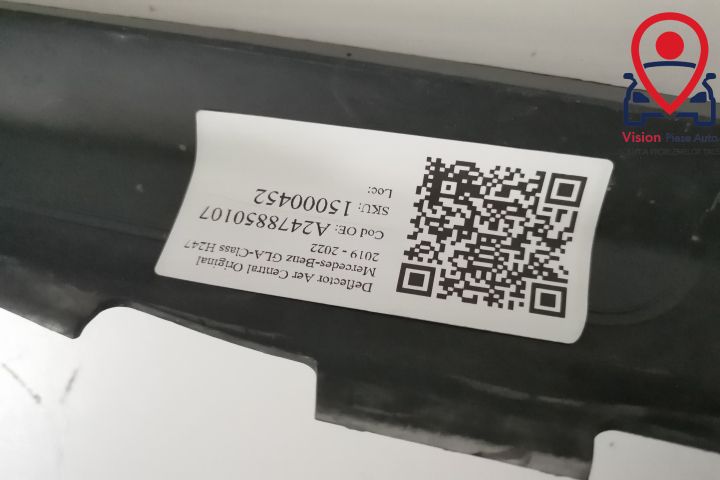 Deflector Aer Central Original
Mercedes-Benz GLA-Class H247
2019 - 2022
Cod OE: A2478850107
SKU: 15000452
Loc:
Vision Piese Auto